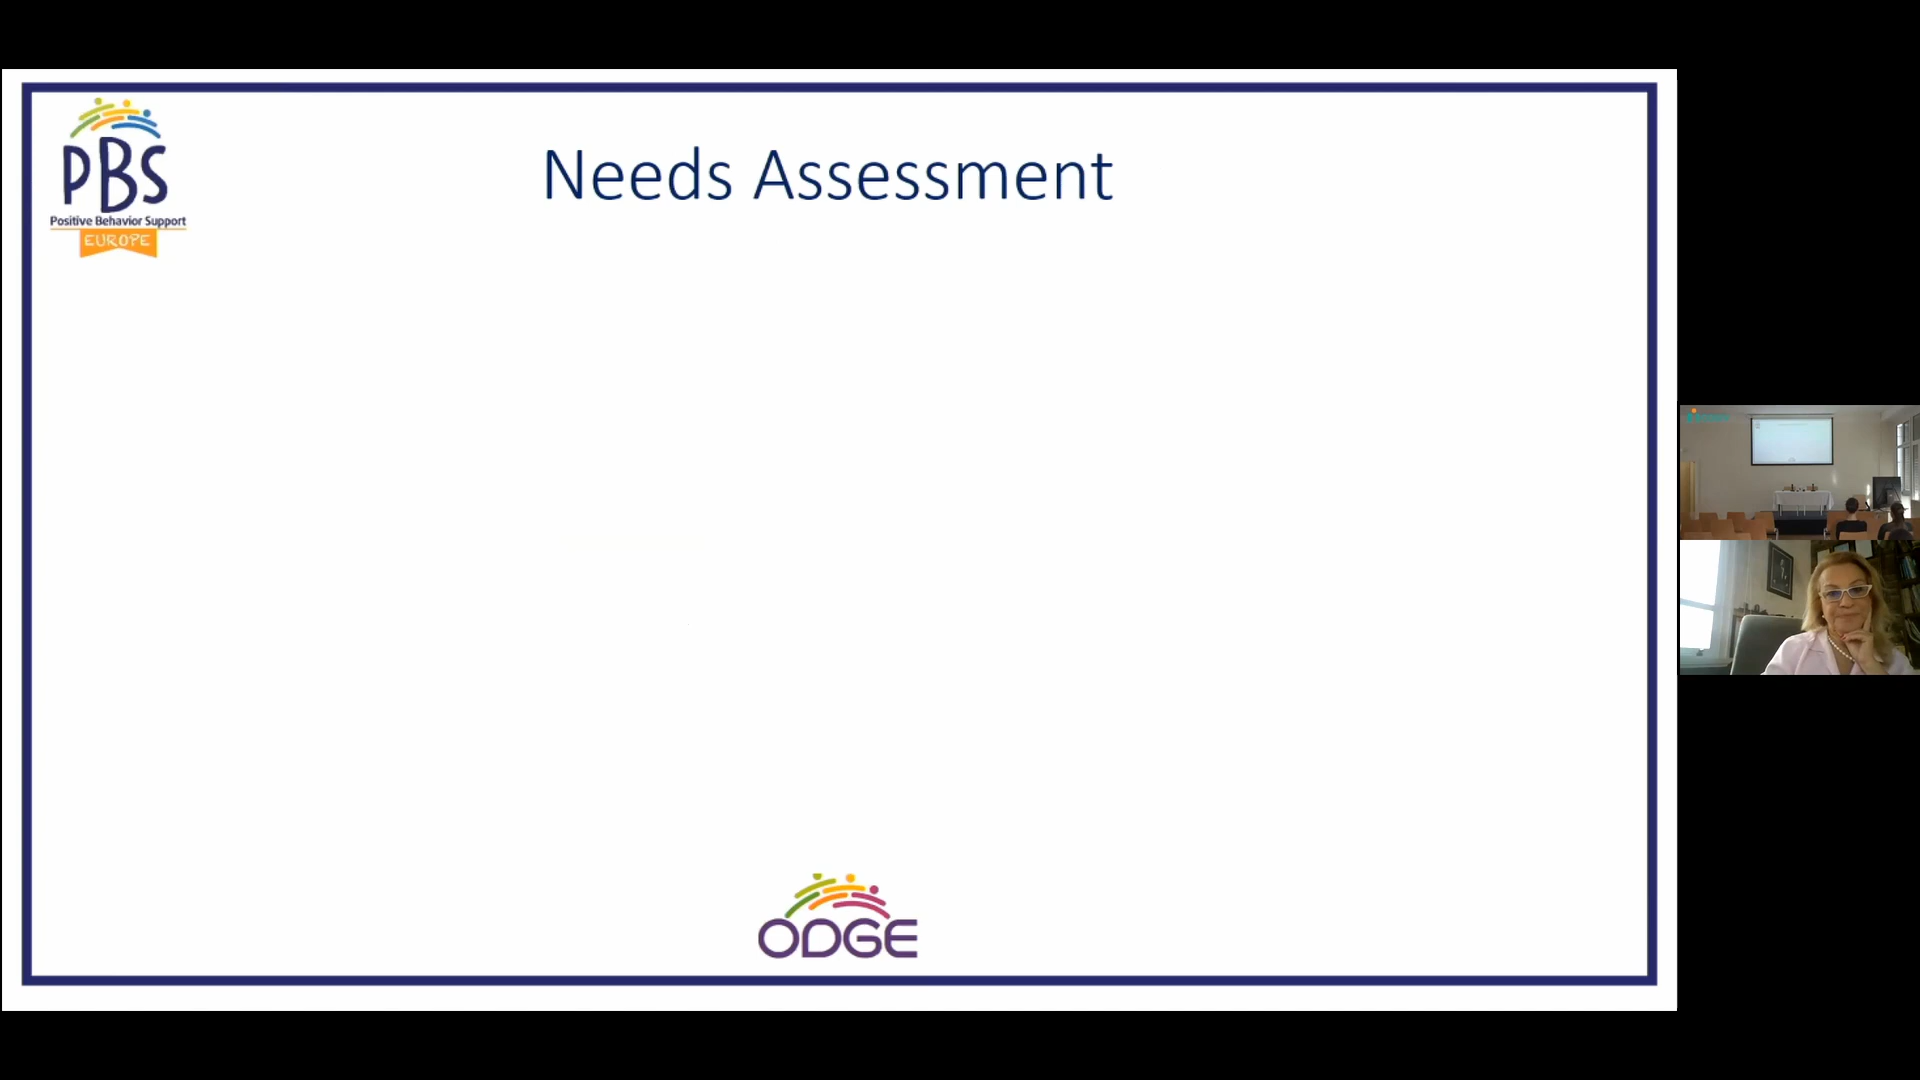 PBS
Positive Behavior Support
EUROPE
Needs Assessment
ODGE